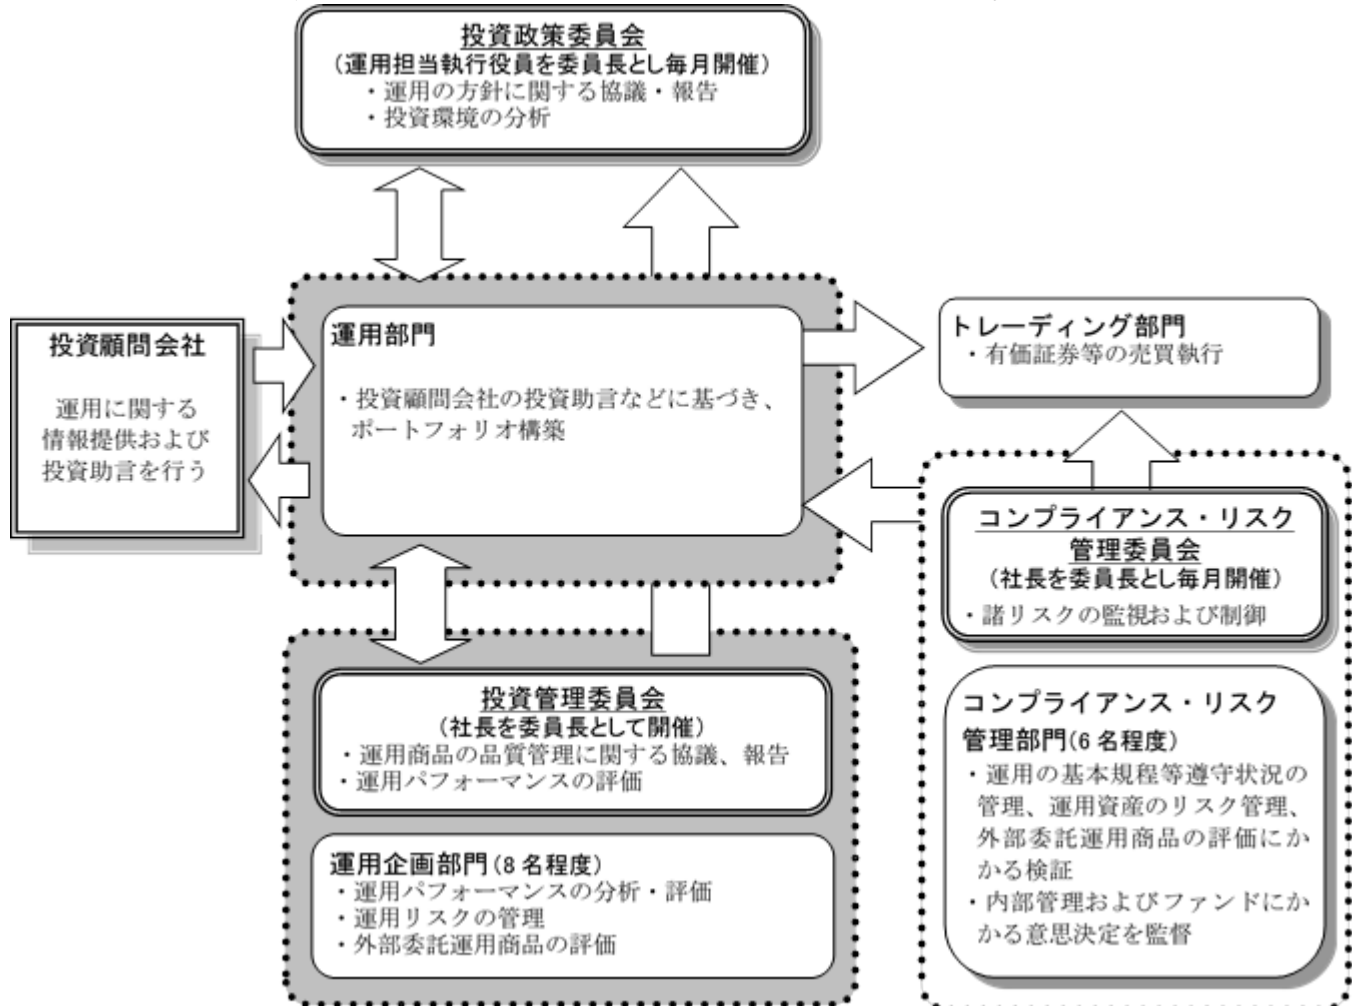 投資政策委員会
(運用担当執行役員を委員長とし毎月開催)
・運用の方針に関する協議・報告
・投資環境の分析
投資顧問会社
運用に関する
情報提供および
投資助言を行う
運用部門
・投資顧問会社の投資助言などに基づき、
ポートフォリオ構築
トレーディング部門
・有価証券等の売買執行
コンプライアンス・リスク
管理委員会
(社長を委員長とし毎月開催)
・諸リスクの監視および制御
コンプライアンス・リスク
管理部門(6 名程度)
・運用の基本規程等遵守状況の
管理、運用資産のリスク管理、
外部委託運用商品の評価にか
かる検証
・内部管理およびファンドにか
かる意思決定を監督
投資管理委員会
(社長を委員長として開催)
・運用商品の品質管理に関する協議、報告
・運用パフォーマンスの評価
運用企画部門(8 名程度)
・運用パフォーマンスの分析・評価
・運用リスクの管理
・外部委託運用商品の評価